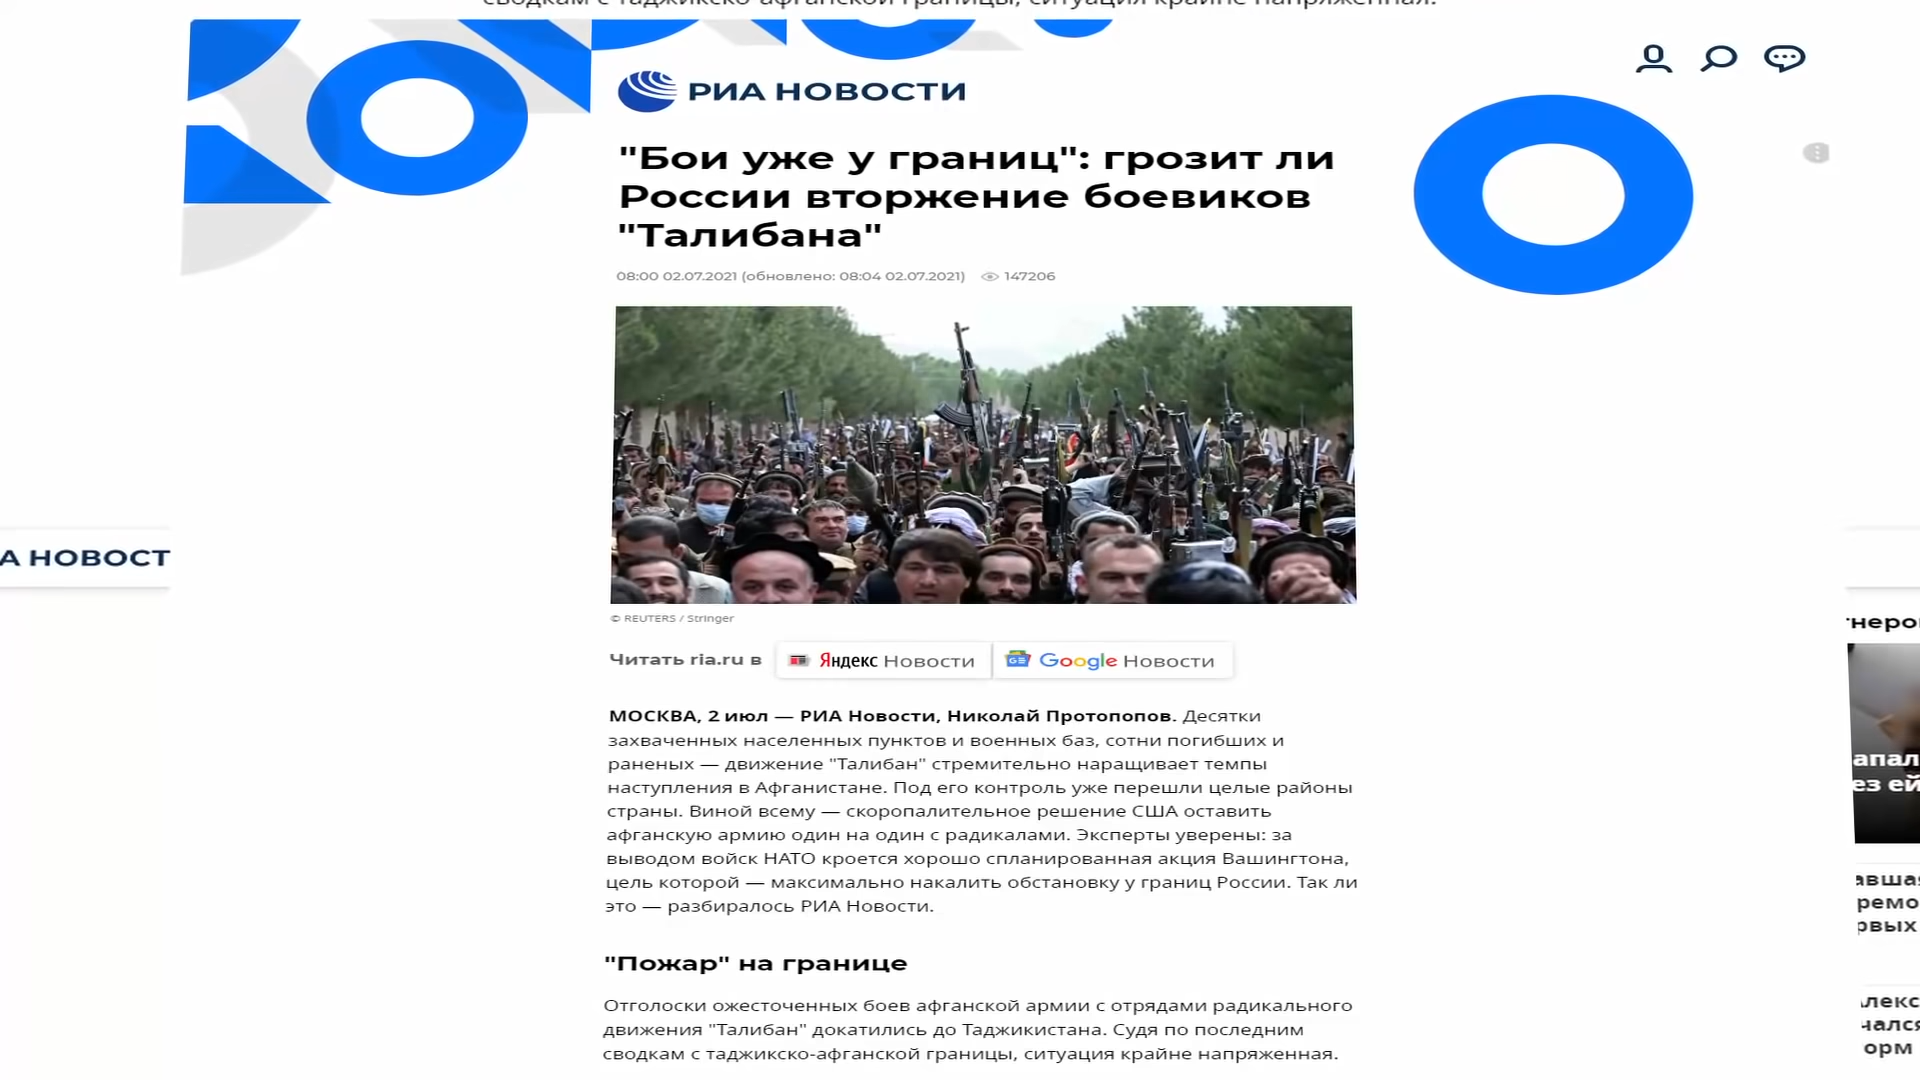 РИА НОВОСТИ
"Бои уже у границ": грозит ли
России вторжение боевиков
"Талибана"
08:00 02.07.2021 (обновлено: 08:04 02.07.2021) 147206
© REUTERS / Stringer
Читать ria.ru в Яндекс Новости Google Новости
МОСКВА, 2 июл — РИА Новости, Николай Протопопов. Десятки
захваченных населенных пунктов и военных баз, сотни погибших и
раненых — движение "Талибан" стремительно наращивает темпы
наступления в Афганистане. Под его контроль уже перешли целые районы
страны. Виной всему — скоропалительное решение США оставить
афганскую армию один на один с радикалами. Эксперты уверены: за
выводом войск НАТО кроется хорошо спланированная акция Вашингтона,
цель которой — максимально накалить обстановку у границ России. Так ли
это — разбиралось РИА Новости.
"Пожар" на границе
Отголоски ожесточенных боев афганской армии с отрядами радикального
движения "Талибан" докатились до Таджикистана. Судя по последним
сводкам с таджикско-афганской границы, ситуация крайне напряженная.